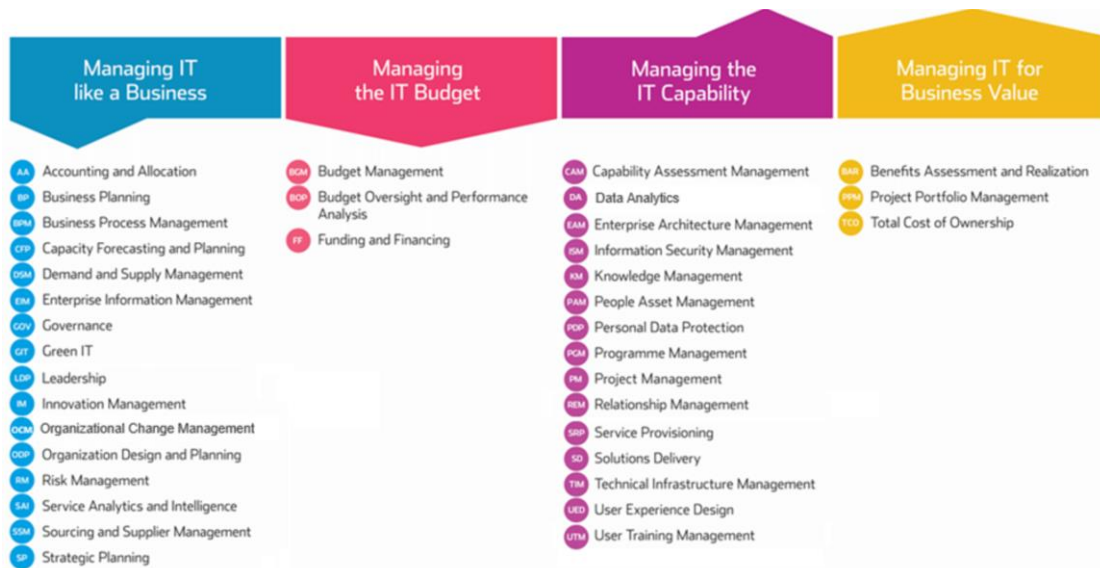 Managing IT
like a Business
AA Accounting and Allocation
BP Business Planning
BPM Business Process Management
CFP Capacity Forecasting and Planning
DSM Demand and Supply Management
EIM Enterprise Information Management
GOV Governance
GIT Green IT
LDP Leadership
IM Innovation Management
OCM Organizational Change Management
ODP Organization Design and Planning
RM Risk Management
SAI Service Analytics and Intelligence
SSM Sourcing and Supplier Management
SP Strategic Planning
Managing
the IT Budget
BGM Budget Management
BOP Budget Oversight and Performance
Analysis
FF Funding and Financing
Managing the
IT Capability
CAM Capability Assessment Management
DA Data Analytics
EAM Enterprise Architecture Management
ISM Information Security Management
KM Knowledge Management
PAM People Asset Management
PDP Personal Data Protection
PGM Programme Management
PM Project Management
REM Relationship Management
SRP Service Provisioning
SD Solutions Delivery
TIM Technical Infrastructure Management
UED User Experience Design
UTM User Training Management
Managing IT for
Business Value
BAR Benefits Assessment and Realization
PPM Project Portfolio Management
TCO Total Cost of Ownership